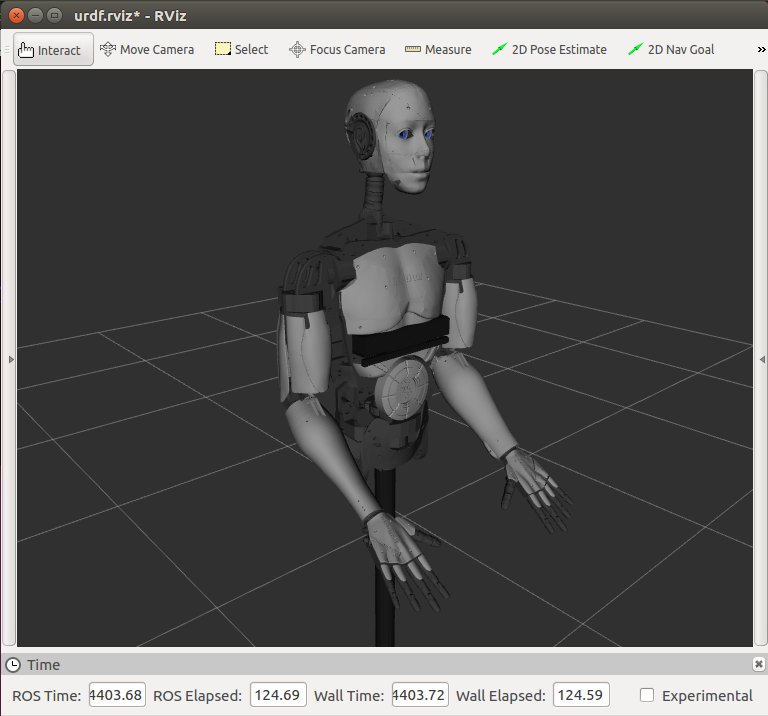 urdf.rviz* - RViz
Interact Move Camera Select Focus Camera Measure 2D Pose Estimate 2D Nav Goal »
Time
ROS Time: 4403.68 ROS Elapsed: 124.69 Wall Time: 4403.72 Wall Elapsed: 124.59 Experimental